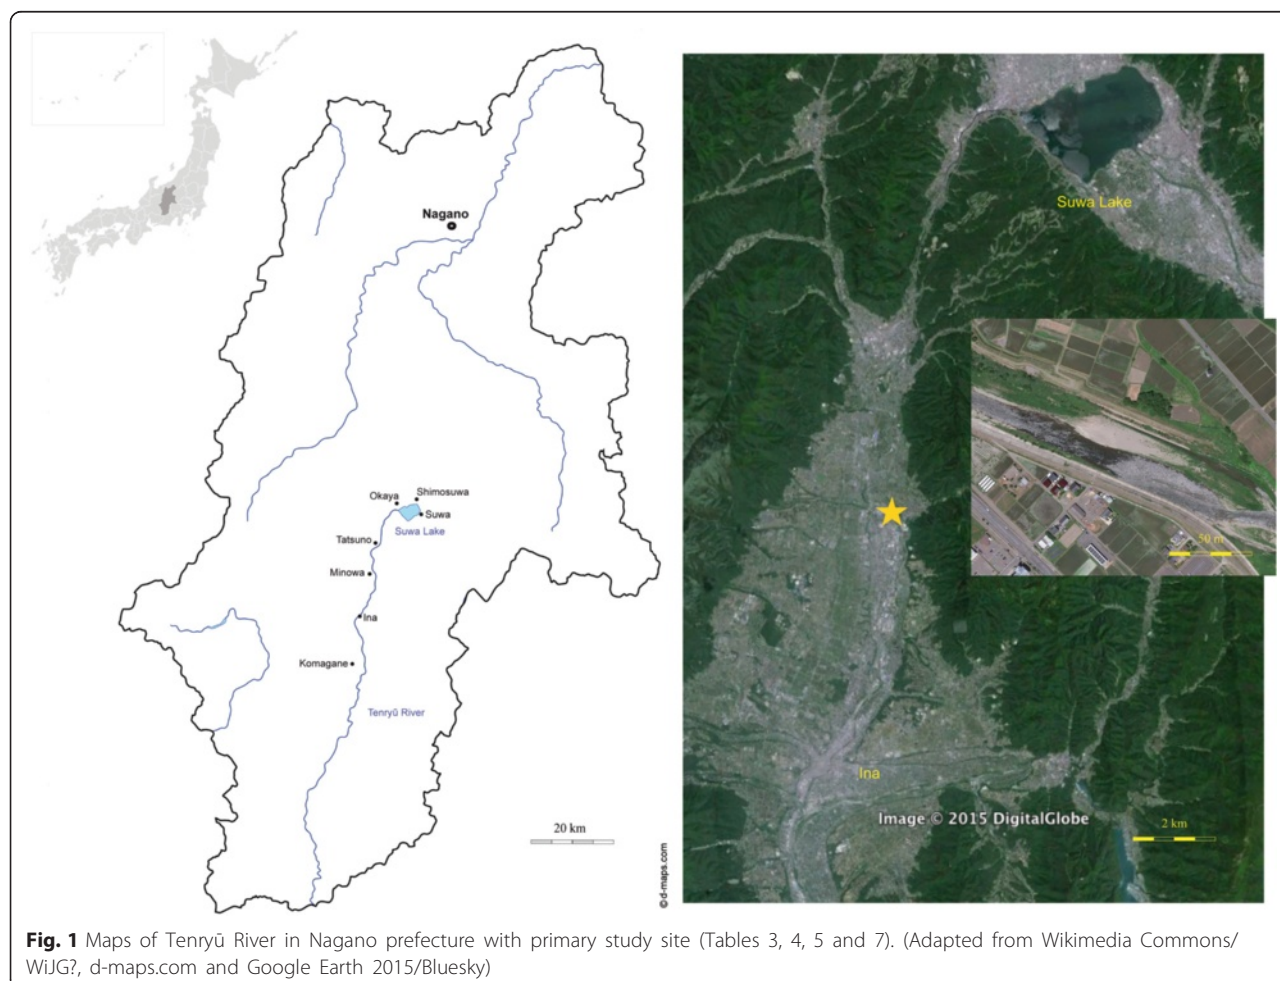 Nagano
Okaya
Shimosuwa
Suwa
Suwa Lake
Tatsuno
Minowa
Ina
Komagane
Tenryū River
20 km
©d-maps.com
Suwa Lake
50 m
Ina
Image © 2015 DigitalGlobe
2 km
Fig. 1 Maps of Tenryū River in Nagano prefecture with primary study site (Tables 3, 4, 5 and 7). (Adapted from Wikimedia Commons/
WiJG?, d-maps.com and Google Earth 2015/Bluesky)